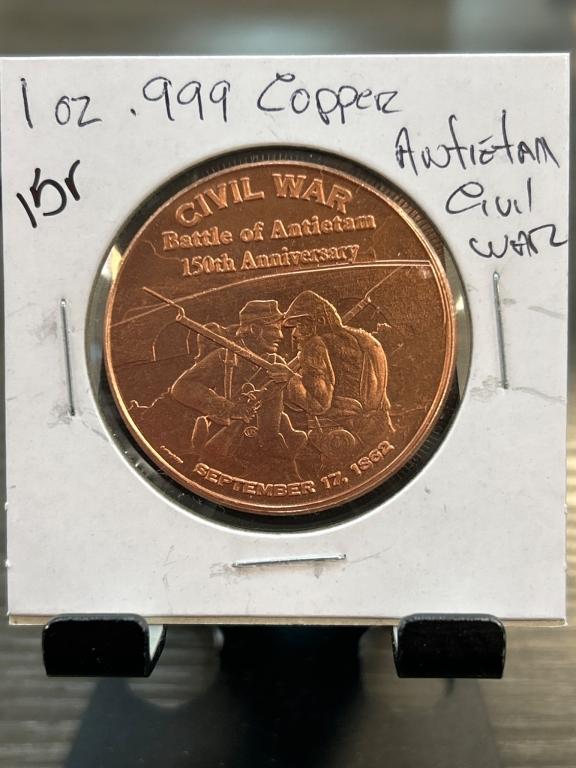 1 oz .999 Copper
Antietam
Civil
War
15r
CIVIL WAR
Battle of Antietam
150th Anniversary
SEPTEMBER 17, 1862